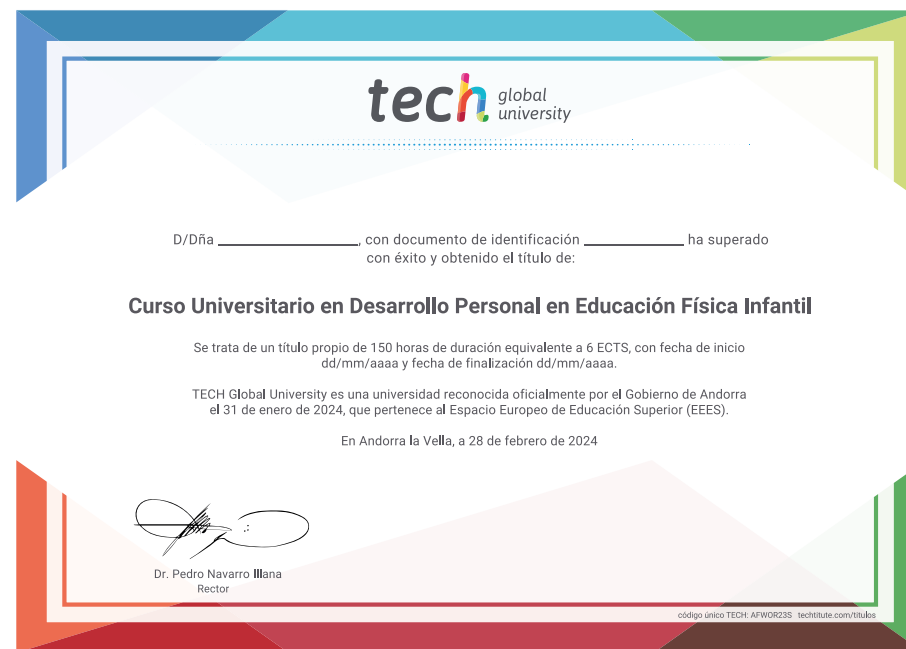 tech global university
D/Dña ____________________, con documento de identificación ______________ ha superado
con éxito y obtenido el título de:
Curso Universitario en Desarrollo Personal en Educación Física Infantil
Se trata de un título propio de 150 horas de duración equivalente a 6 ECTS, con fecha de inicio
dd/mm/aaaa y fecha de finalización dd/mm/aaaa.
TECH Global University es una universidad reconocida oficialmente por el Gobierno de Andorra
el 31 de enero de 2024, que pertenece al Espacio Europeo de Educación Superior (EEES).
En Andorra la Vella, a 28 de febrero de 2024
Dr. Pedro Navarro Illana
Rector
código único TECH: AFWOR23S techtitute.com/titulos